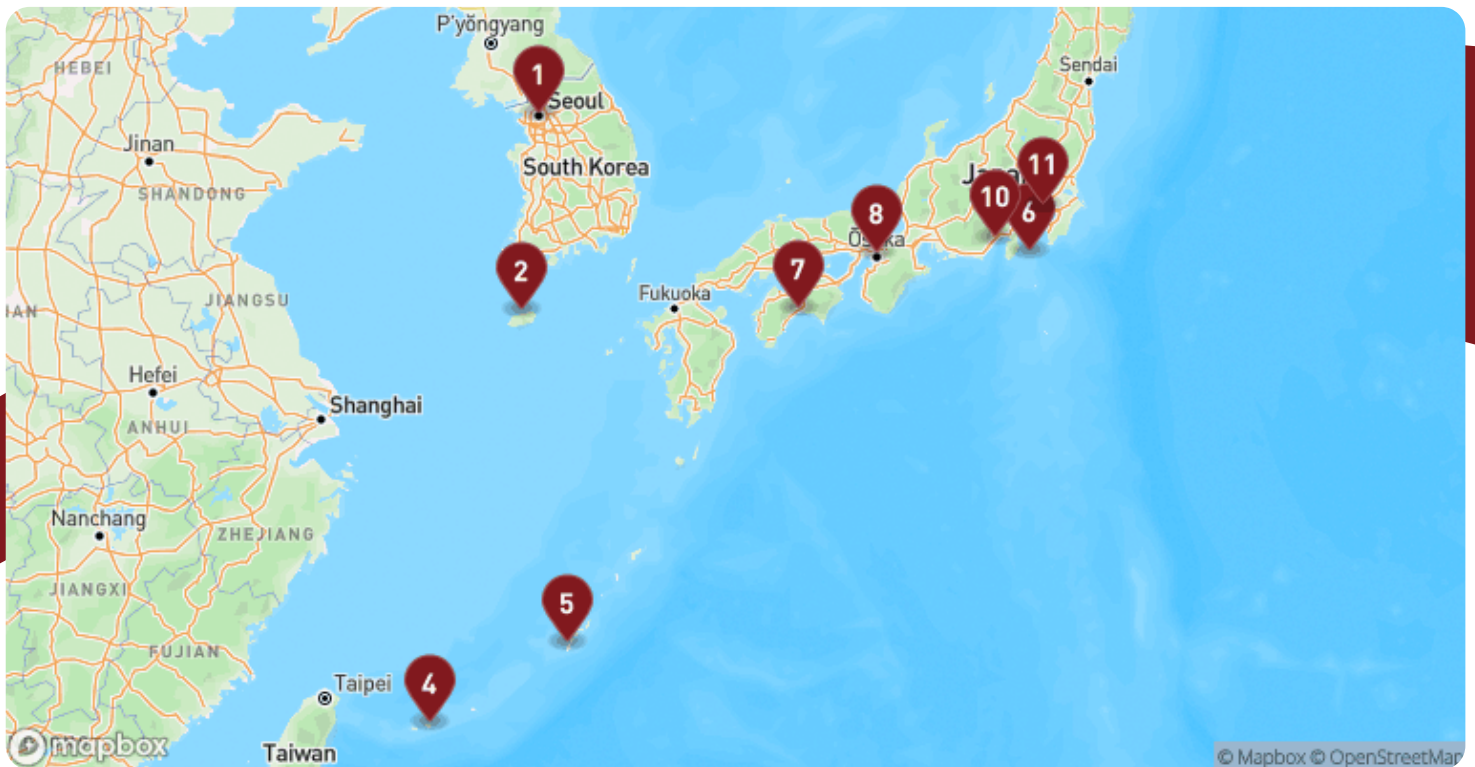 P'yŏngyang
HEBEI
1
Seoul
Sendai
Jinan
South Korea
11
SHANDONG
10
6
8
2
7
JIANGSU
Fukuoka
Hefei
Shanghai
ANHUI
Nanchang
ZHEJIANG
JIANGXI
5
FUJIAN
Taipei
4
mapbox
Taiwan
© Mapbox © OpenStreetMap